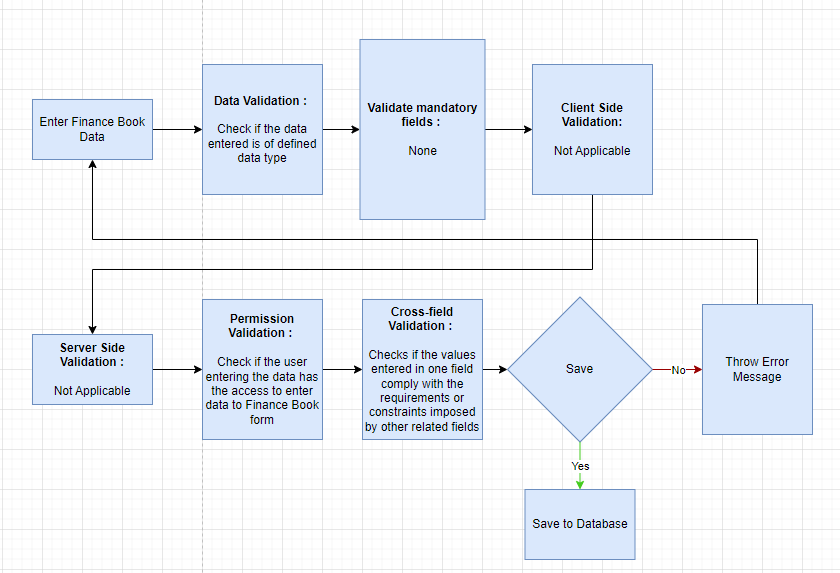 Enter Finance Book
Data
Data Validation :
Check if the data
entered is of defined
data type
Validate mandatory
fields :
None
Client Side
Validation:
Not Applicable
Server Side
Validation :
Not Applicable
Permission
Validation :
Check if the user
entering the data has
the access to enter
data to Finance Book
form
Cross-field
Validation :
Checks if the values
entered in one field
comply with the
requirements or
constraints imposed
by other related fields
Save
No
Throw Error
Message
Yes
Save to Database